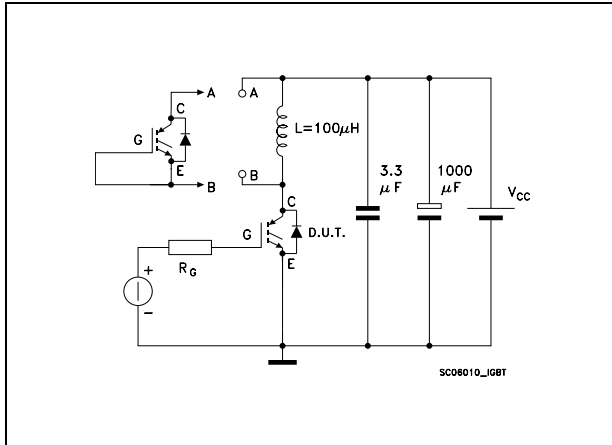 A
C
G
E
B
A
B
L=100μH
C
G
D.U.T.
E
RG
+
−
3.3
μF
1000
μF
VCC
SC06010_IGBT